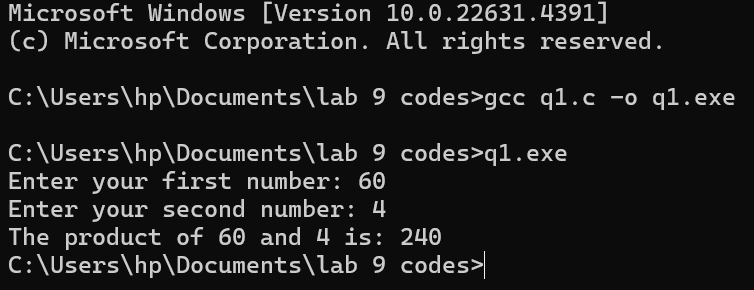 Microsoft Windows [Version 10.0.22631.4391]
(c) Microsoft Corporation. All rights reserved.
C:\Users\hp\Documents\lab 9 codes>gcc q1.c -o q1.exe
C:\Users\hp\Documents\lab 9 codes>q1.exe
Enter your first number: 60
Enter your second number: 4
The product of 60 and 4 is: 240
C:\Users\hp\Documents\lab 9 codes>